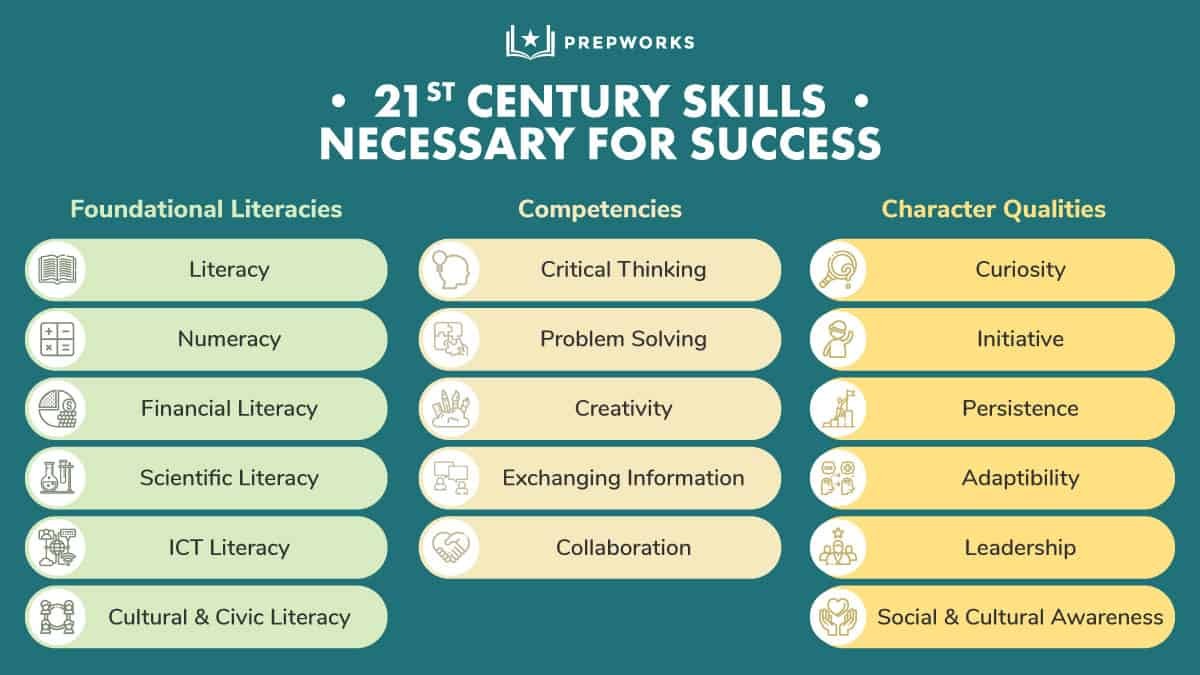 PREPWORKS
• 21ST CENTURY SKILLS •
NECESSARY FOR SUCCESS
Foundational Literacies
Literacy
Numeracy
Financial Literacy
Scientific Literacy
ICT Literacy
Cultural & Civic Literacy
Competencies
Critical Thinking
Problem Solving
Creativity
Exchanging Information
Collaboration
Character Qualities
Curiosity
Initiative
Persistence
Adaptibility
Leadership
Social & Cultural Awareness